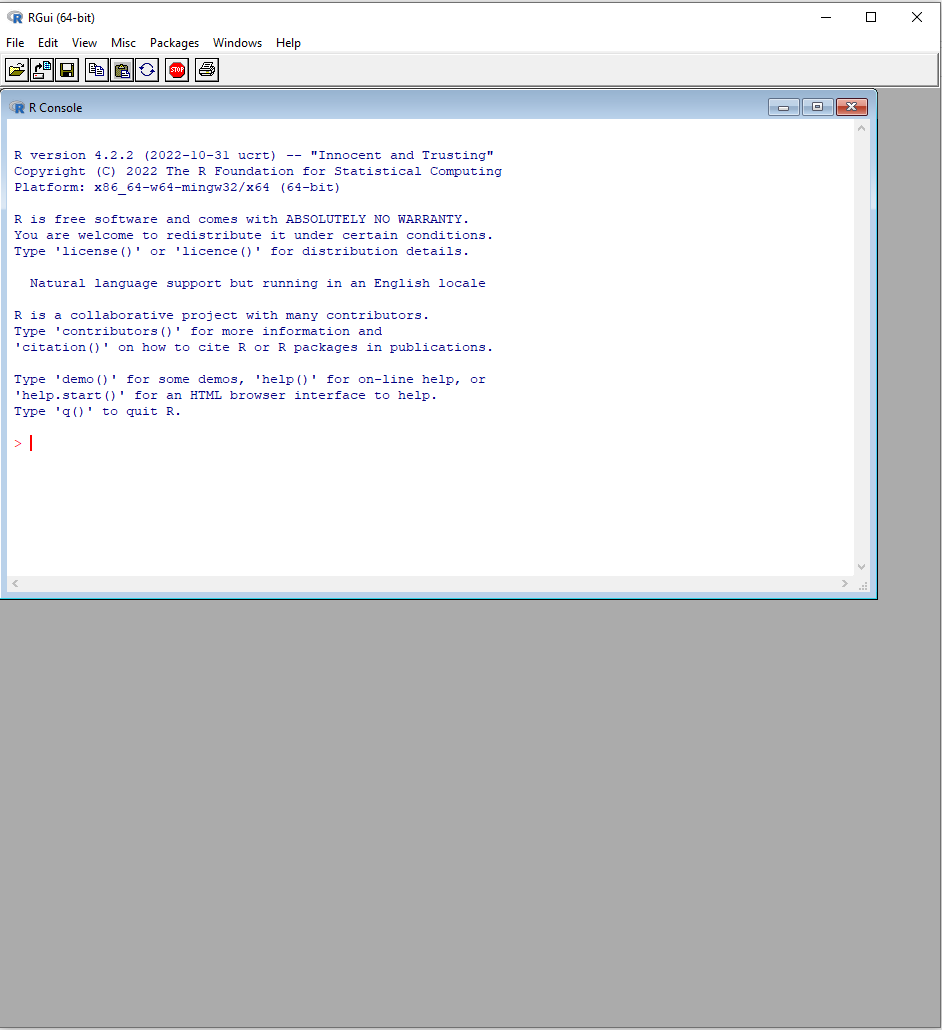 RGui (64-bit)
File Edit View Misc Packages Windows Help
STOP
R Console
R version 4.2.2 (2022-10-31 ucrt) -- "Innocent and Trusting"
Copyright (C) 2022 The R Foundation for Statistical Computing
Platform: x86_64-w64-mingw32/x64 (64-bit)
R is free software and comes with ABSOLUTELY NO WARRANTY.
You are welcome to redistribute it under certain conditions.
Type 'license()' or 'licence()' for distribution details.
  Natural language support but running in an English locale
R is a collaborative project with many contributors.
Type 'contributors()' for more information and
'citation()' on how to cite R or R packages in publications.
Type 'demo()' for some demos, 'help()' for on-line help, or
'help.start()' for an HTML browser interface to help.
Type 'q()' to quit R.
>